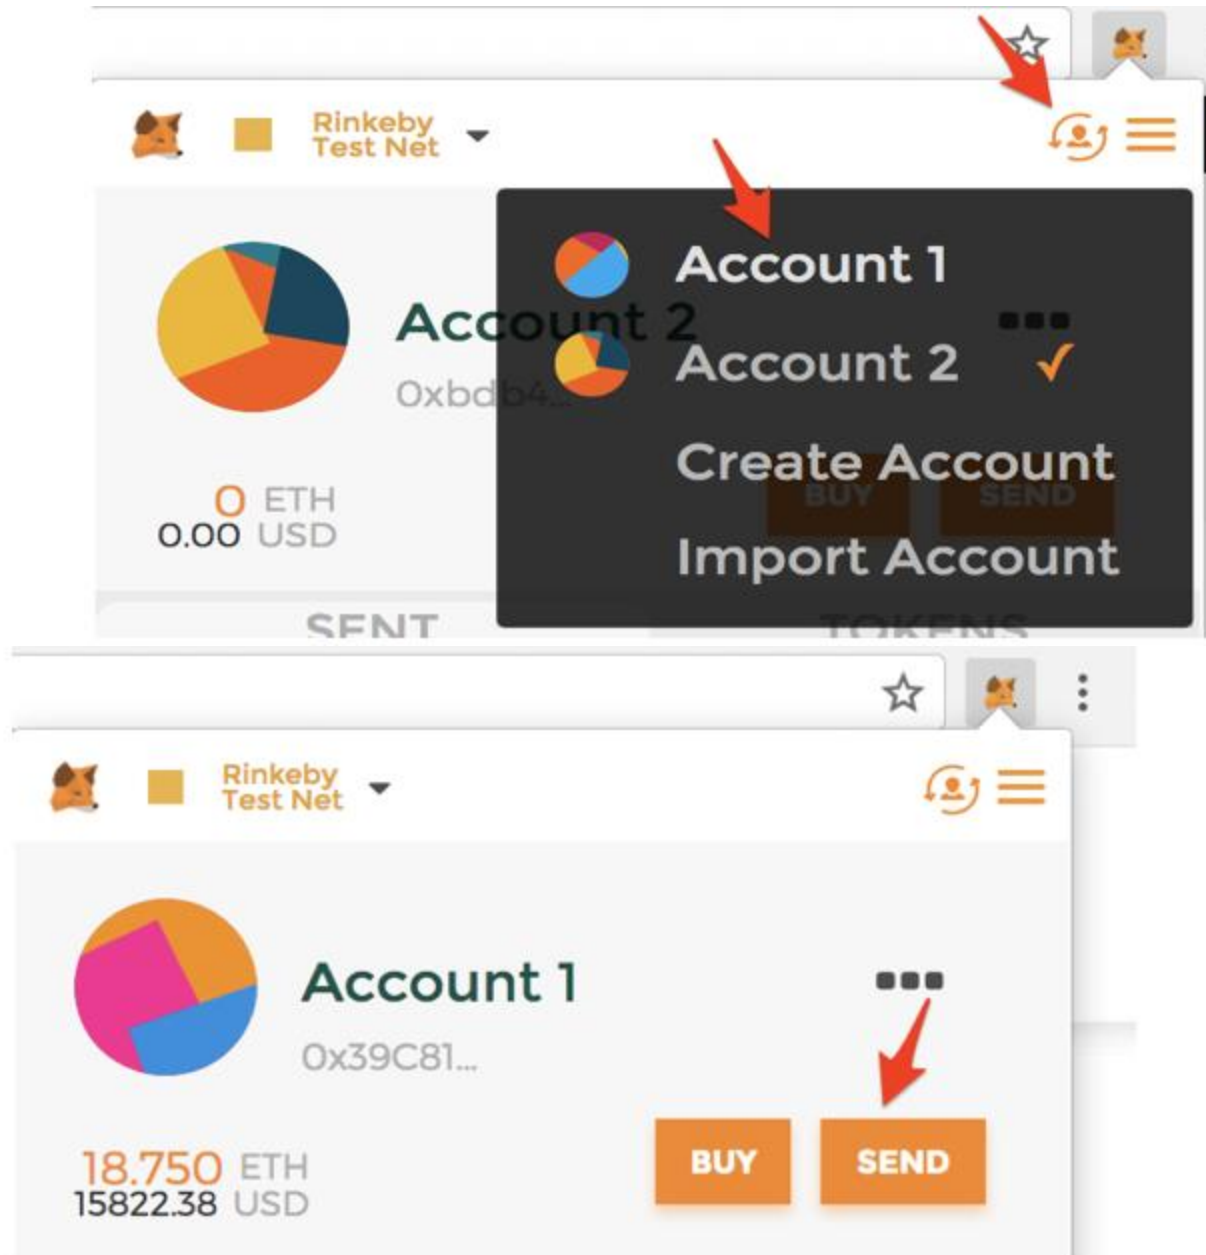 Rinkeby
Test Net
Account 1
Account 2
0xbdb4...
Account 2
Create Account
0 ETH
BUY SEND
0.00 USD
Import Account
SENT TOKENS
Rinkeby
Test Net
Account 1
0x39C81...
18.750 ETH
BUY SEND
15822.38 USD